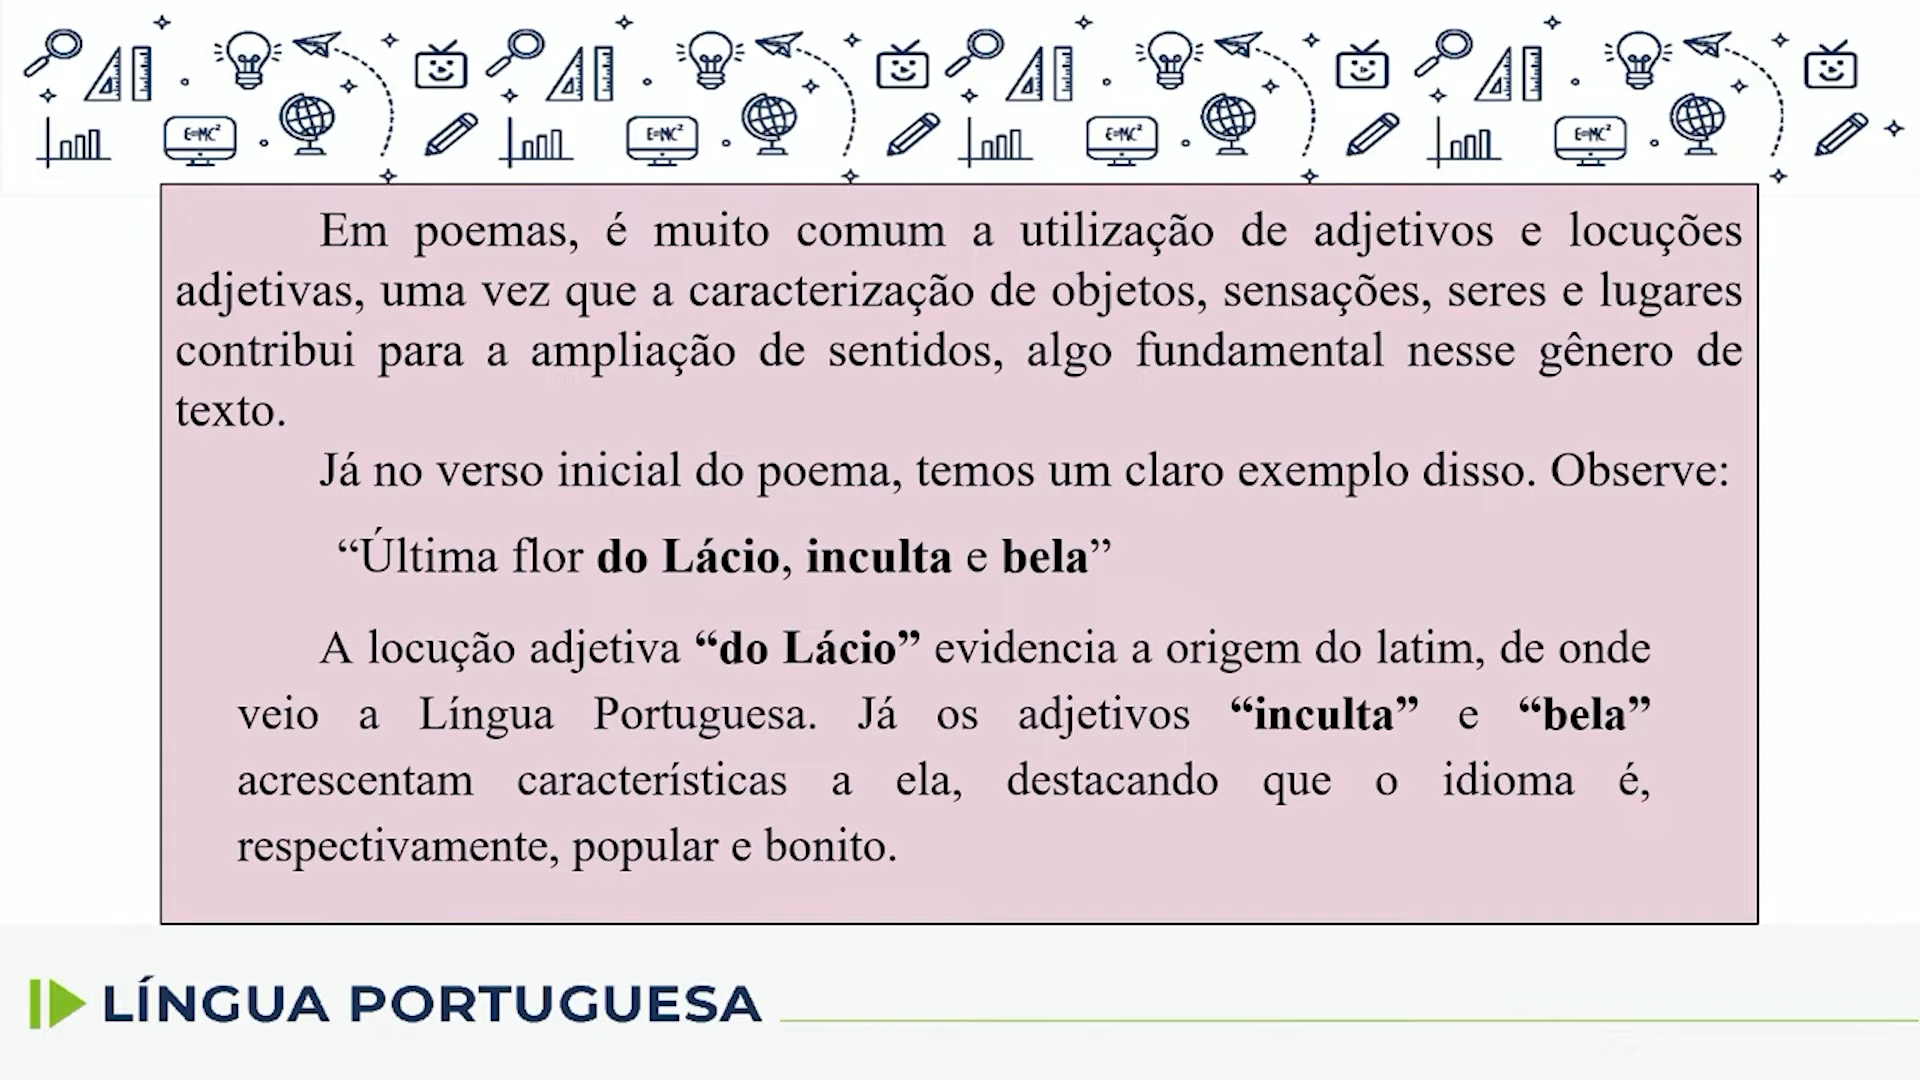 E=MC² E=MC² E=MC² E=MC²
Em poemas, é muito comum a utilização de adjetivos e locuções
adjetivas, uma vez que a caracterização de objetos, sensações, seres e lugares
contribui para a ampliação de sentidos, algo fundamental nesse gênero de
texto.
Já no verso inicial do poema, temos um claro exemplo disso. Observe:
“Última flor do Lácio, inculta e bela”
A locução adjetiva “do Lácio” evidencia a origem do latim, de onde
veio a Língua Portuguesa. Já os adjetivos “inculta” e “bela”
acrescentam características a ela, destacando que o idioma é,
respectivamente, popular e bonito.
LÍNGUA PORTUGUESA